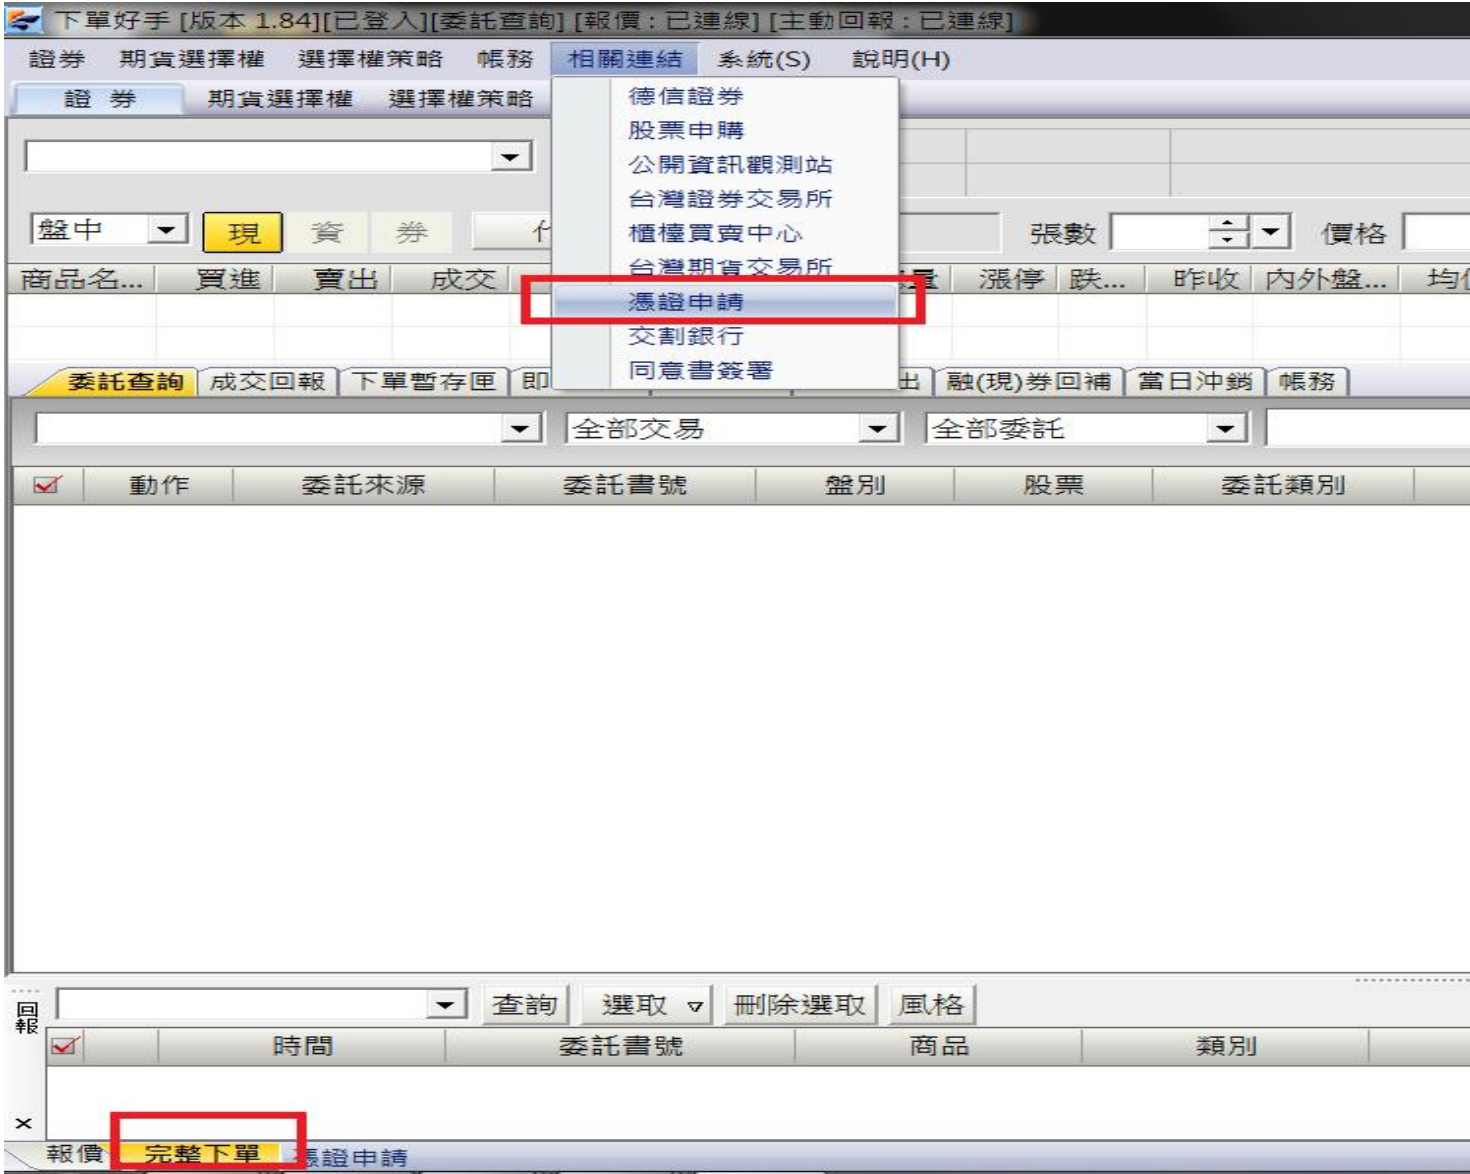 下單好手 [版本 1.84][已登入][委託查詢] [報價 : 已連線] [主動回報 : 已連線]
證券 期貨選擇權 選擇權策略 帳務 相關連結 系統(S) 說明(H)
證 券 期貨選擇權 選擇權策略
德信證券
股票申購
公開資訊觀測站
台灣證券交易所
櫃檯買賣中心
台灣期貨交易所
憑證申請
交割銀行
同意書簽署
盤中 現 資 券 張數 價格
商品名... 買進 賣出 成交 量 漲停 跌... 昨收 內外盤...
委託查詢 成交回報 下單暫存匣 即 出 融(現)券回補 當日沖銷 帳務
全部交易 全部委託
動作 委託來源 委託書號 盤別 股票 委託類別
回報 查詢 選取 刪除選取 風格
時間 委託書號 商品 類別
×
報價 完整下單 憑證申請